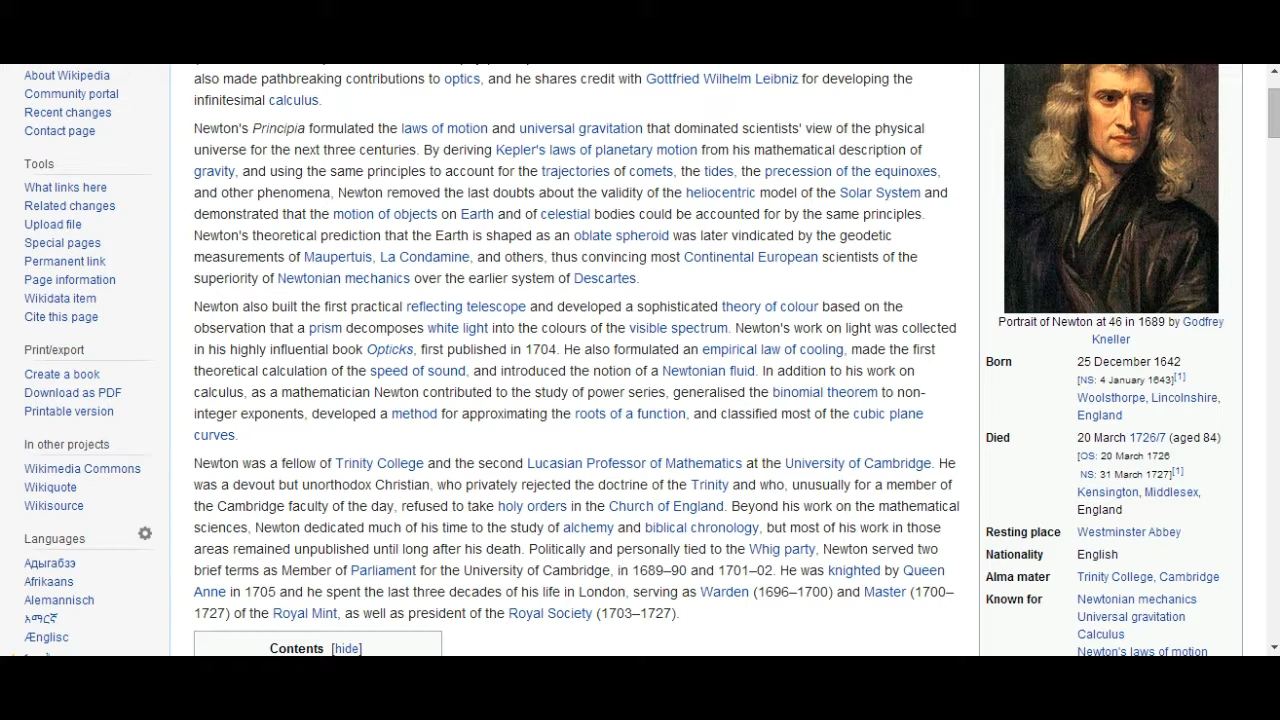 About Wikipedia
Community portal
Recent changes
Contact page
Tools
What links here
Related changes
Upload file
Special pages
Permanent link
Page information
Wikidata item
Cite this page
Print/export
Create a book
Download as PDF
Printable version
In other projects
Wikimedia Commons
Wikiquote
Wikisource
Languages
Адыгабзэ
Afrikaans
Alemannisch
አማርኛ
Ænglisc
also made pathbreaking contributions to optics, and he shares credit with Gottfried Wilhelm Leibniz for developing the
infinitesimal calculus.
Newton's Principia formulated the laws of motion and universal gravitation that dominated scientists' view of the physical
universe for the next three centuries. By deriving Kepler's laws of planetary motion from his mathematical description of
gravity, and using the same principles to account for the trajectories of comets, the tides, the precession of the equinoxes,
and other phenomena, Newton removed the last doubts about the validity of the heliocentric model of the Solar System and
demonstrated that the motion of objects on Earth and of celestial bodies could be accounted for by the same principles.
Newton's theoretical prediction that the Earth is shaped as an oblate spheroid was later vindicated by the geodetic
measurements of Maupertuis, La Condamine, and others, thus convincing most Continental European scientists of the
superiority of Newtonian mechanics over the earlier system of Descartes.
Newton also built the first practical reflecting telescope and developed a sophisticated theory of colour based on the
observation that a prism decomposes white light into the colours of the visible spectrum. Newton's work on light was collected
in his highly influential book Opticks, first published in 1704. He also formulated an empirical law of cooling, made the first
theoretical calculation of the speed of sound, and introduced the notion of a Newtonian fluid. In addition to his work on
calculus, as a mathematician Newton contributed to the study of power series, generalised the binomial theorem to non-
integer exponents, developed a method for approximating the roots of a function, and classified most of the cubic plane
curves.
Newton was a fellow of Trinity College and the second Lucasian Professor of Mathematics at the University of Cambridge. He
was a devout but unorthodox Christian, who privately rejected the doctrine of the Trinity and who, unusually for a member of
the Cambridge faculty of the day, refused to take holy orders in the Church of England. Beyond his work on the mathematical
sciences, Newton dedicated much of his time to the study of alchemy and biblical chronology, but most of his work in those
areas remained unpublished until long after his death. Politically and personally tied to the Whig party, Newton served two
brief terms as Member of Parliament for the University of Cambridge, in 1689–90 and 1701–02. He was knighted by Queen
Anne in 1705 and he spent the last three decades of his life in London, serving as Warden (1696–1700) and Master (1700–
1727) of the Royal Mint, as well as president of the Royal Society (1703–1727).
Contents [hide]
Portrait of Newton at 46 in 1689 by Godfrey
Kneller
Born 25 December 1642
[NS: 4 January 1643][1]
Woolsthorpe, Lincolnshire,
England
Died 20 March 1726/7 (aged 84)
[OS: 20 March 1726
NS: 31 March 1727][1]
Kensington, Middlesex,
England
Resting place Westminster Abbey
Nationality English
Alma mater Trinity College, Cambridge
Known for Newtonian mechanics
Universal gravitation
Calculus
Newton's laws of motion